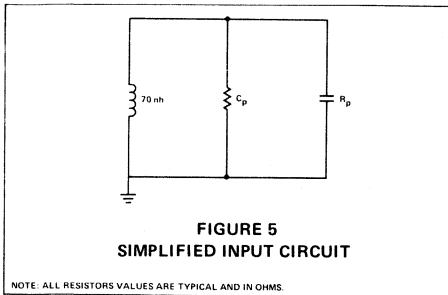 70 nh
Cp
Rp
FIGURE 5
SIMPLIFIED INPUT CIRCUIT
NOTE: ALL RESISTORS VALUES ARE TYPICAL AND IN OHMS.